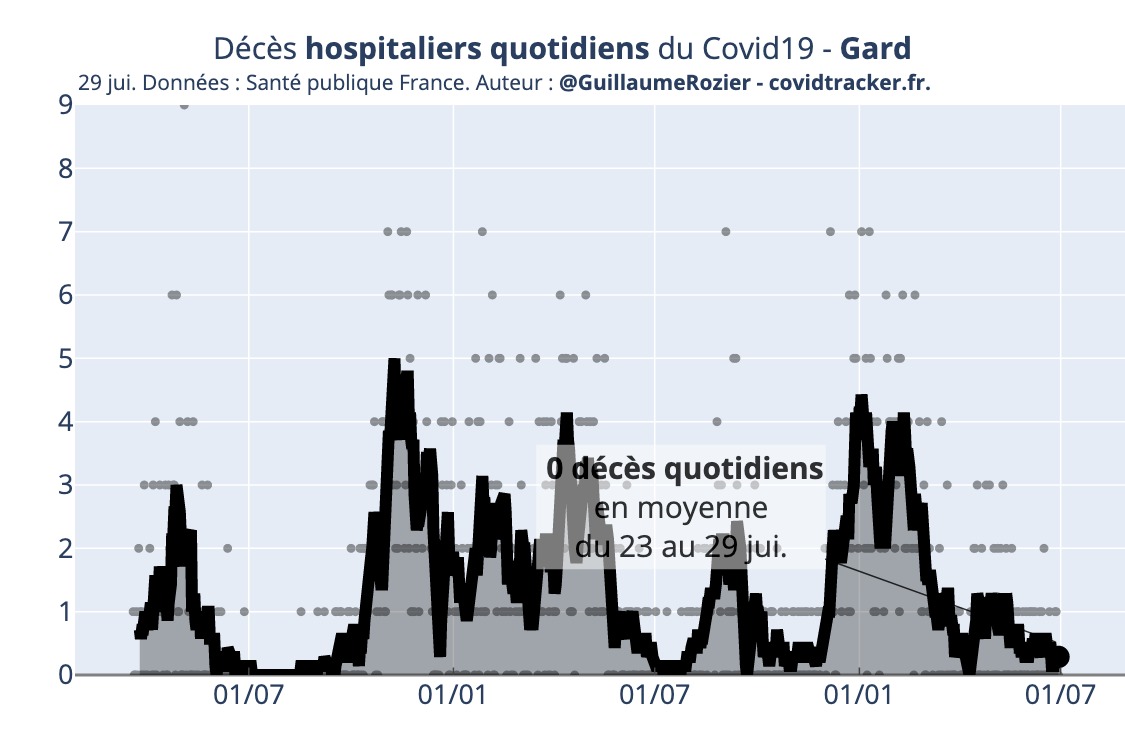 Décès hospitaliers quotidiens du Covid19 - Gard
29 jui. Données : Santé publique France. Auteur : @GuillaumeRozier - covidtracker.fr.
9
8
7
6
5
4
3
2
1
0
0 décès quotidiens
en moyenne
du 23 au 29 jui.
01/07 01/01 01/07 01/01 01/07